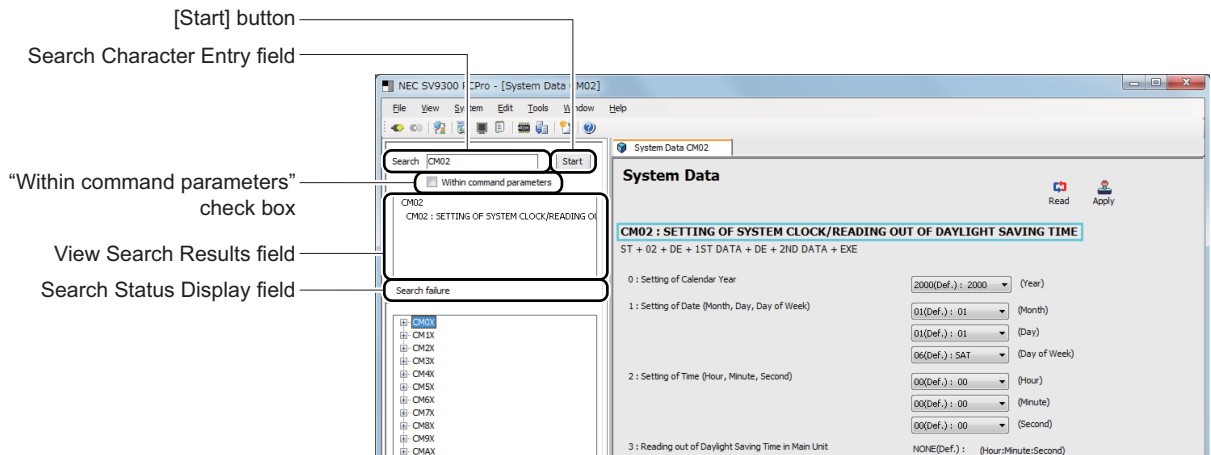 [Start] button
Search Character Entry field
"Within command parameters"
check box
View Search Results field
Search Status Display field
NEC SV9300 PCPro - [System Data CM02]
File View System Edit Tools Window Help
System Data CM02
Search CM02 Start
Within command parameters
CM02
CM02 : SETTING OF SYSTEM CLOCK/READING OU
Search failure
CM0X
CM1X
CM2X
CM3X
CM4X
CM5X
CM6X
CM7X
CM8X
CM9X
CMAX
System Data
Read Apply
CM02 : SETTING OF SYSTEM CLOCK/READING OUT OF DAYLIGHT SAVING TIME
ST + 02 + DE + 1ST DATA + DE + 2ND DATA + EXE
0 : Setting of Calendar Year 2000(Def.) : 2000 (Year)
1 : Setting of Date (Month, Day, Day of Week) 01(Def.) : 01 (Month)
01(Def.) : 01 (Day)
06(Def.) : SAT (Day of Week)
2 : Setting of Time (Hour, Minute, Second) 00(Def.) : 00 (Hour)
00(Def.) : 00 (Minute)
00(Def.) : 00 (Second)
3 : Reading out of Daylight Saving Time in Main Unit NONE(Def.) : (Hour:Minute:Second)